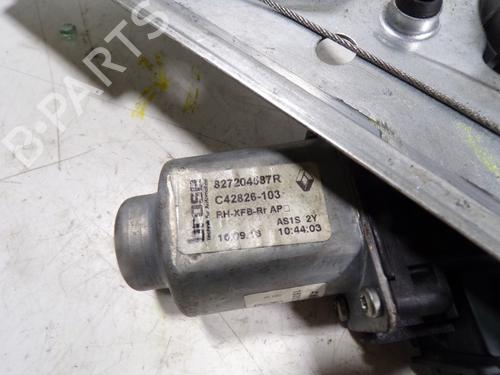 B-PARTS
Brose
827204687R
C42826-103
RH-XFB-Rr AP
AS1S 2Y
16.09.13 10:44:03